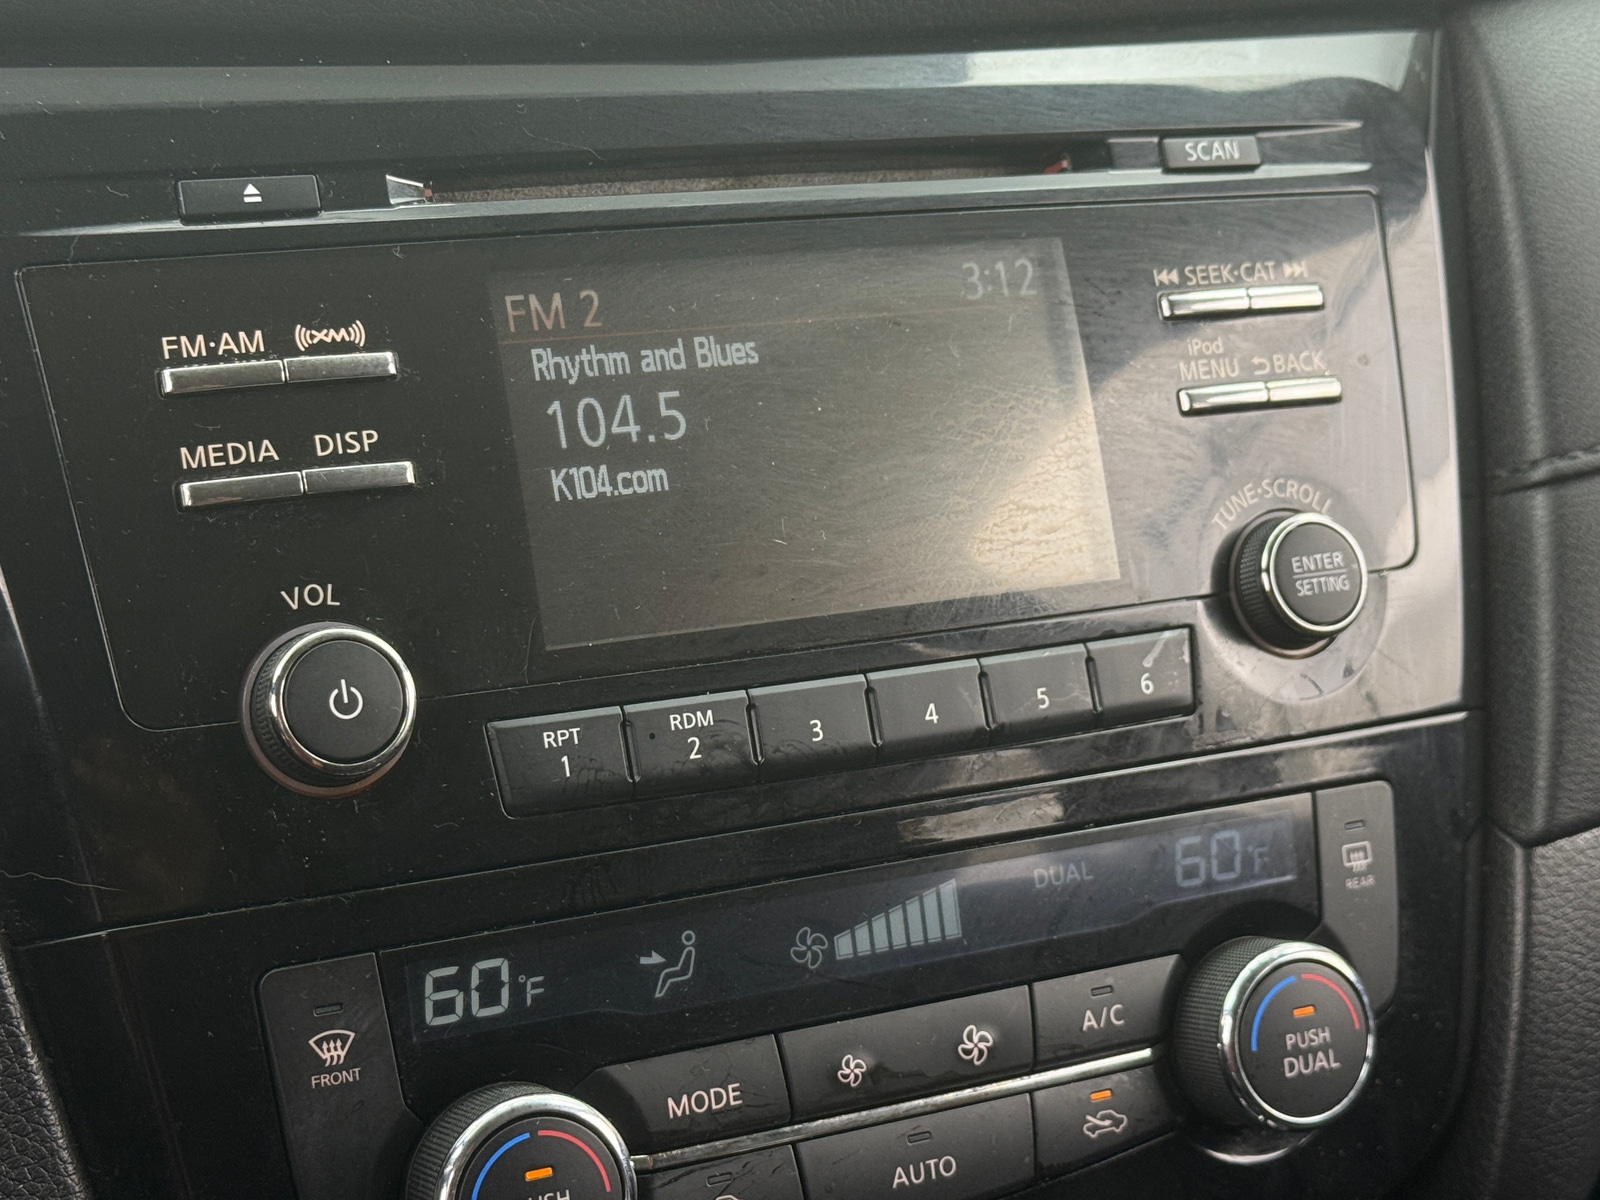 SCAN
FM·AM
XM
MEDIA
DISP
VOL
FM 2
3:12
Rhythm and Blues
104.5
K104.com
SEEK·CAT
iPod
MENU
BACK
TUNE·SCROLL
ENTER
SETTING
RPT
1
RDM
2
3
4
5
6
60°F
DUAL
60°F
REAR
FRONT
MODE
A/C
AUTO
PUSH
DUAL